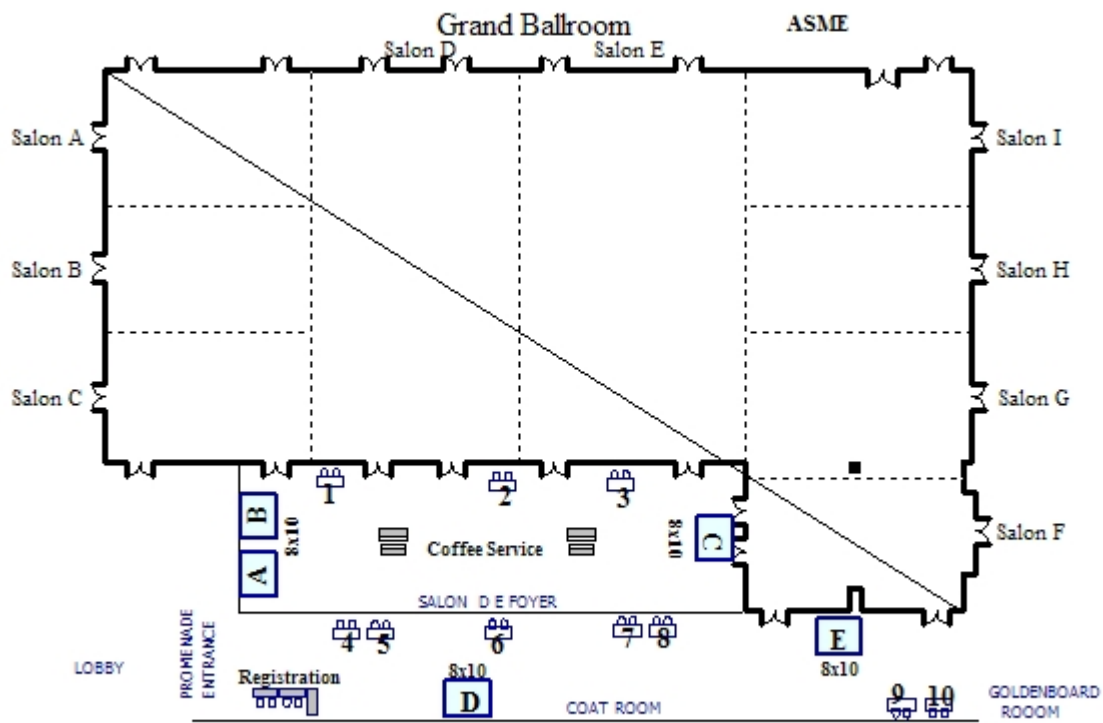 Grand Ballroom
ASME
Salon D
Salon E
Salon A
Salon I
Salon B
Salon H
Salon C
Salon G
1
2
3
B
8x10
A
Coffee Service
8x10
C
Salon F
SALON D E FOYER
4
5
6
7
8
E
8x10
PROMENADE
ENTRANCE
LOBBY
Registration
8x10
D
COAT ROOM
9
10
GOLDENBOARD
ROOOM